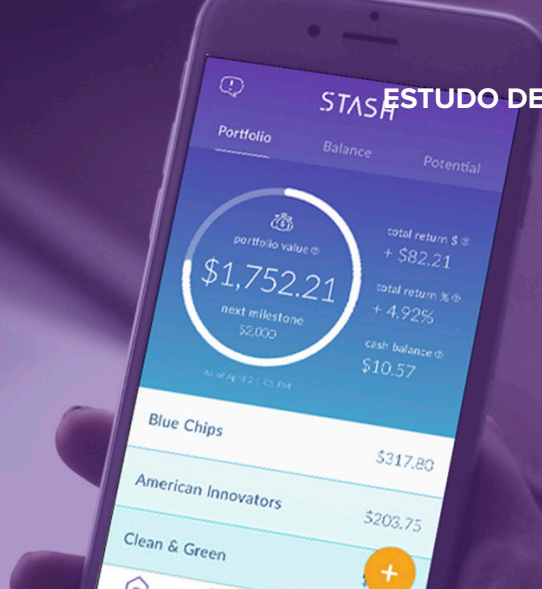 STASH
ESTUDO DE
Portfolio
Balance
Potential
portfolio value
$1,752.21
next milestone
$2,000
total return $
+ $82.21
total return %
+ 4.92%
cash balance
$10.57
Blue Chips
$317.80
American Innovators
$203.75
Clean & Green
$
+